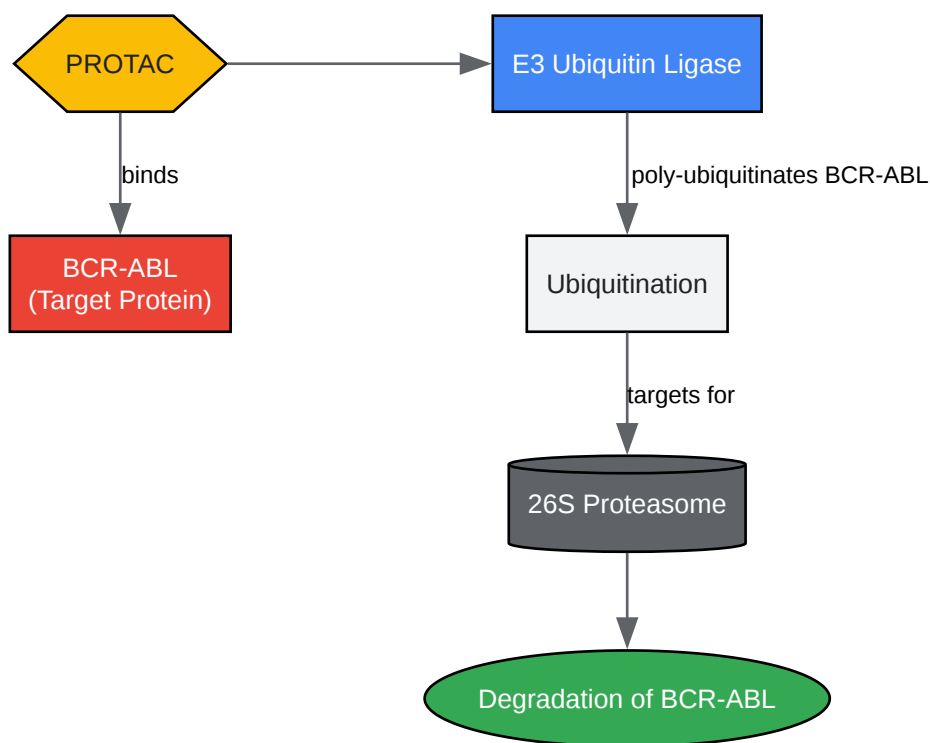 PROTAC
E3 Ubiquitin Ligase
binds
poly-ubiquitinates BCR-ABL
BCR-ABL
(Target Protein)
Ubiquitination
targets for
26S Proteasome
Degradation of BCR-ABL